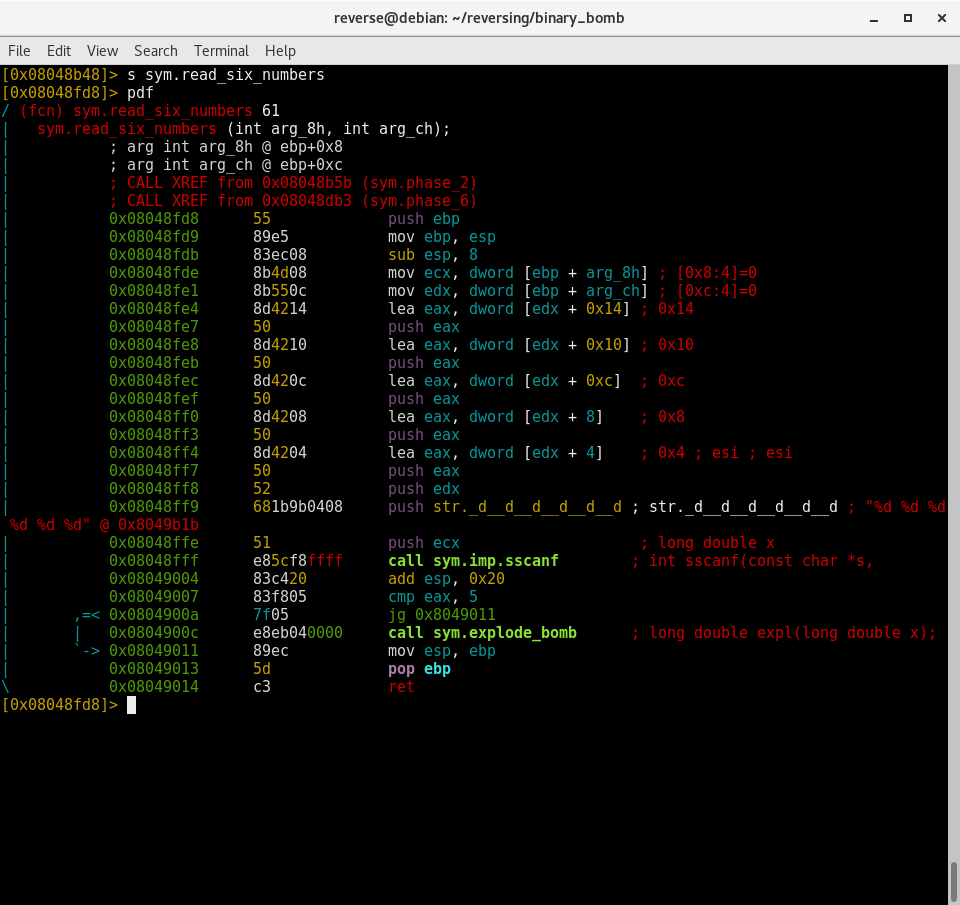 reverse@debian: ~/reversing/binary_bomb
File Edit View Search Terminal Help
[0x08048b48]> s sym.read_six_numbers
[0x08048fd8]> pdf
/ (fcn) sym.read_six_numbers 61
|   sym.read_six_numbers (int arg_8h, int arg_ch);
|           ; arg int arg_8h @ ebp+0x8
|           ; arg int arg_ch @ ebp+0xc
|           ; CALL XREF from 0x08048b5b (sym.phase_2)
|           ; CALL XREF from 0x08048db3 (sym.phase_6)
|           0x08048fd8      55             push ebp
|           0x08048fd9      89e5           mov ebp, esp
|           0x08048fdb      83ec08         sub esp, 8
|           0x08048fde      8b4d08         mov ecx, dword [ebp + arg_8h] ; [0x8:4]=0
|           0x08048fe1      8b550c         mov edx, dword [ebp + arg_ch] ; [0xc:4]=0
|           0x08048fe4      8d4214         lea eax, dword [edx + 0x14] ; 0x14
|           0x08048fe7      50             push eax
|           0x08048fe8      8d4210         lea eax, dword [edx + 0x10] ; 0x10
|           0x08048feb      50             push eax
|           0x08048fec      8d420c         lea eax, dword [edx + 0xc]  ; 0xc
|           0x08048fef      50             push eax
|           0x08048ff0      8d4208         lea eax, dword [edx + 8]    ; 0x8
|           0x08048ff3      50             push eax
|           0x08048ff4      8d4204         lea eax, dword [edx + 4]    ; 0x4 ; esi ; esi
|           0x08048ff7      50             push eax
|           0x08048ff8      52             push edx
|           0x08048ff9      681b9b0408     push str._d__d__d__d__d__d ; str._d__d__d__d__d__d ; "%d %d %d
 %d %d %d" @ 0x8049b1b
|           0x08048ffe      51             push ecx                    ; long double x
|           0x08048fff      e85cf8ffff     call sym.imp.sscanf        ; int sscanf(const char *s,
|           0x08049004      83c420         add esp, 0x20
|           0x08049007      83f805         cmp eax, 5
|       ,=< 0x0804900a      7f05           jg 0x8049011
|       |   0x0804900c      e8eb040000     call sym.explode_bomb      ; long double expl(long double x);
|       `-> 0x08049011      89ec           mov esp, ebp
|           0x08049013      5d             pop ebp
\           0x08049014      c3             ret
[0x08048fd8]>